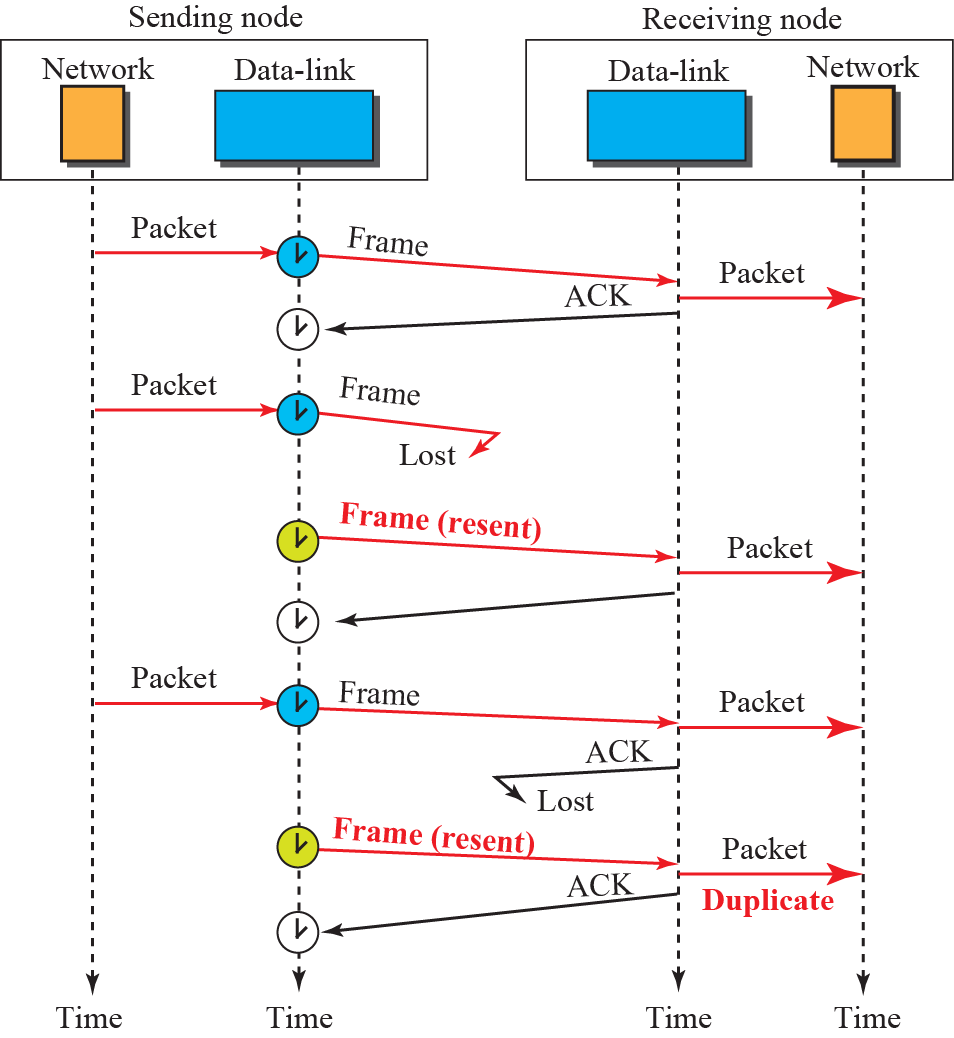 Sending node
Receiving node
Network
Data-link
Data-link
Network
Packet
Frame
Packet
ACK
Packet
Frame
Lost
Frame (resent)
Packet
Packet
Frame
Packet
ACK
Lost
Frame (resent)
Packet
ACK
Duplicate
Time
Time
Time
Time